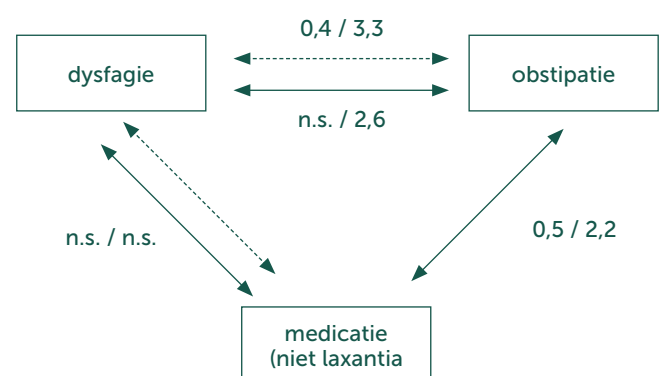 0,4 / 3,3
dysfagie
obstipatie
n.s. / 2,6
n.s. / n.s.
0,5 / 2,2
medicatie
(niet laxantia